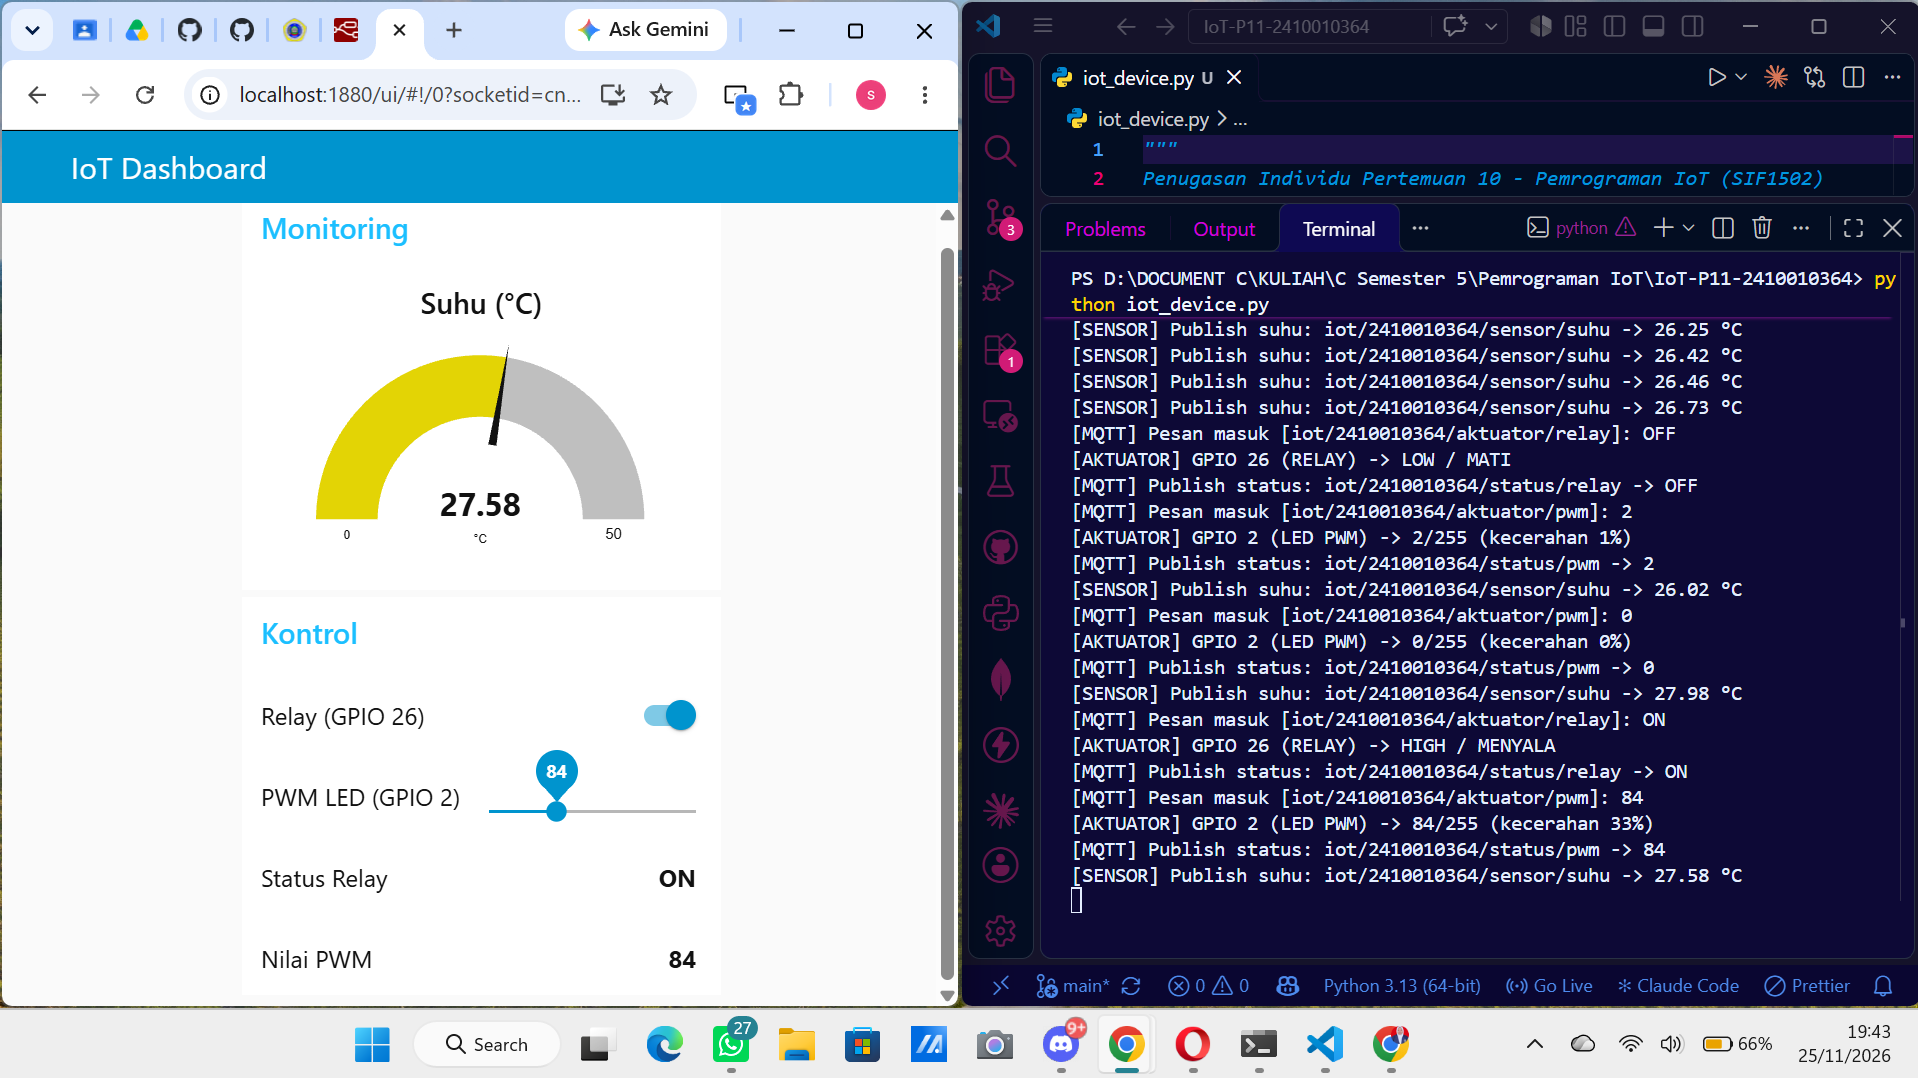 Ask Gemini
localhost:1880/ui/#!/0?socketid=cn...
S
IoT Dashboard
Monitoring
Suhu (°C)
27.58
0
°C
50
Kontrol
Relay (GPIO 26)
84
PWM LED (GPIO 2)
Status Relay
ON
Nilai PWM
84
IoT-P11-2410010364
iot_device.py U
iot_device.py > ...
1 """
2 Penugasan Individu Pertemuan 10 - Pemrograman IoT (SIF1502)
3
1
Problems
Output
Terminal
python
PS D:\DOCUMENT C\KULIAH\C Semester 5\Pemrograman IoT\IoT-P11-2410010364> py
thon iot_device.py
[SENSOR] Publish suhu: iot/2410010364/sensor/suhu -> 26.25 °C
[SENSOR] Publish suhu: iot/2410010364/sensor/suhu -> 26.42 °C
[SENSOR] Publish suhu: iot/2410010364/sensor/suhu -> 26.46 °C
[SENSOR] Publish suhu: iot/2410010364/sensor/suhu -> 26.73 °C
[MQTT] Pesan masuk [iot/2410010364/aktuator/relay]: OFF
[AKTUATOR] GPIO 26 (RELAY) -> LOW / MATI
[MQTT] Publish status: iot/2410010364/status/relay -> OFF
[MQTT] Pesan masuk [iot/2410010364/aktuator/pwm]: 2
[AKTUATOR] GPIO 2 (LED PWM) -> 2/255 (kecerahan 1%)
[MQTT] Publish status: iot/2410010364/status/pwm -> 2
[SENSOR] Publish suhu: iot/2410010364/sensor/suhu -> 26.02 °C
[MQTT] Pesan masuk [iot/2410010364/aktuator/pwm]: 0
[AKTUATOR] GPIO 2 (LED PWM) -> 0/255 (kecerahan 0%)
[MQTT] Publish status: iot/2410010364/status/pwm -> 0
[SENSOR] Publish suhu: iot/2410010364/sensor/suhu -> 27.98 °C
[MQTT] Pesan masuk [iot/2410010364/aktuator/relay]: ON
[AKTUATOR] GPIO 26 (RELAY) -> HIGH / MENYALA
[MQTT] Publish status: iot/2410010364/status/relay -> ON
[MQTT] Pesan masuk [iot/2410010364/aktuator/pwm]: 84
[AKTUATOR] GPIO 2 (LED PWM) -> 84/255 (kecerahan 33%)
[MQTT] Publish status: iot/2410010364/status/pwm -> 84
[SENSOR] Publish suhu: iot/2410010364/sensor/suhu -> 27.58 °C
main*
0
0
Python 3.13 (64-bit)
Go Live
Claude Code
Prettier
Search
27
9+
66%
19:43
25/11/2026